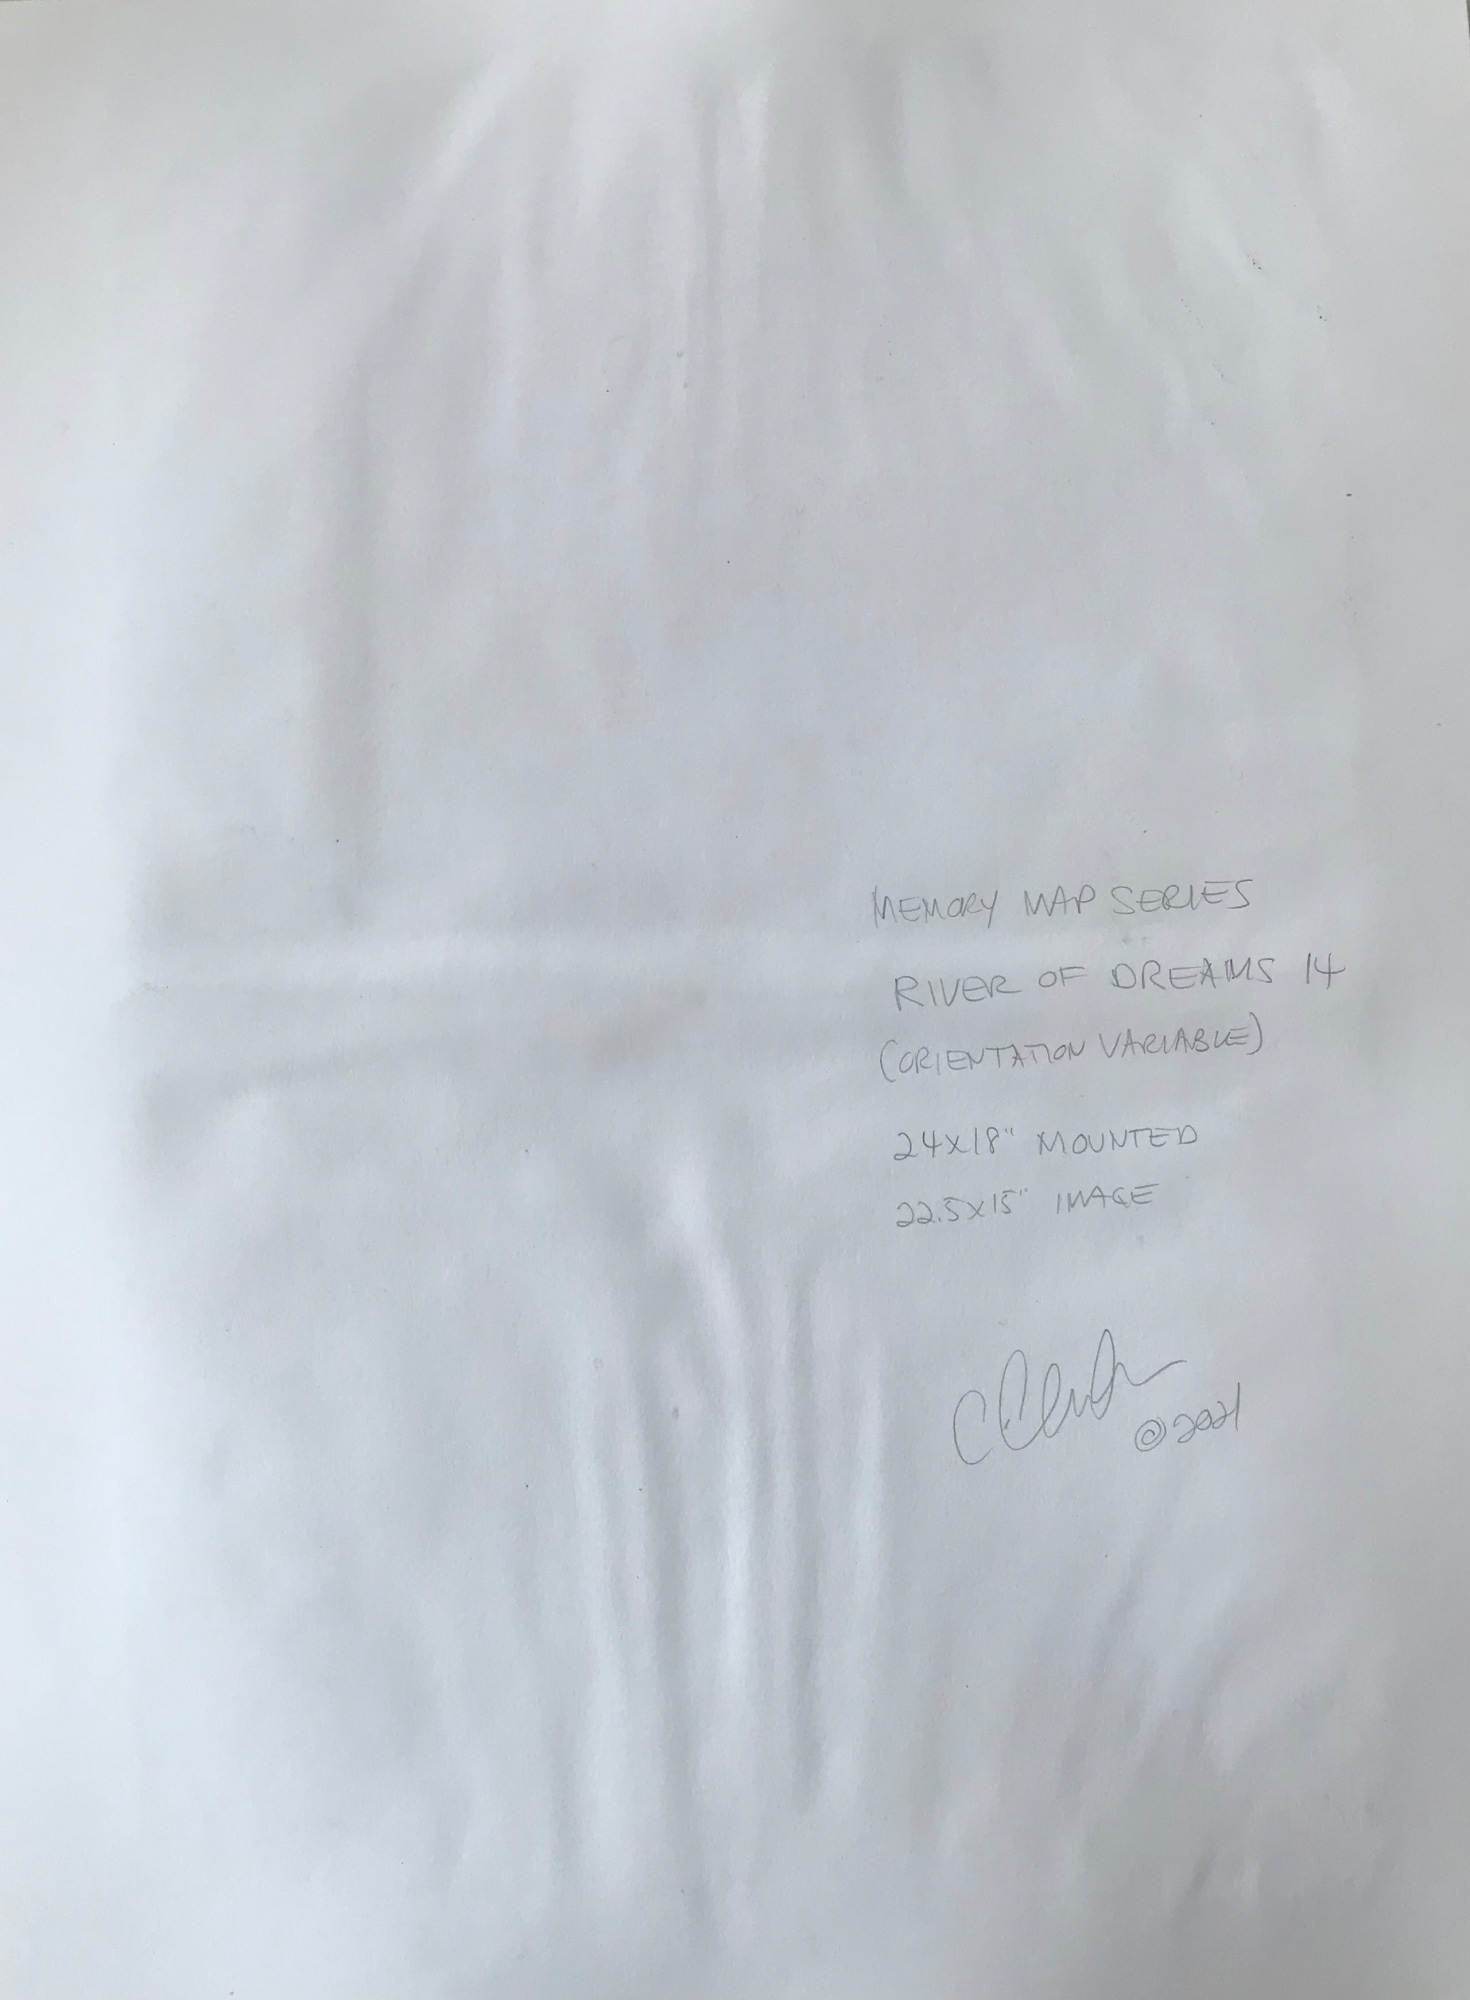 MEMORY MAP SERIES
RIVER OF DREAMS 14
(ORIENTATION VARIABLE)
24x18" MOUNTED
22.5x15" IMAGE
©2021